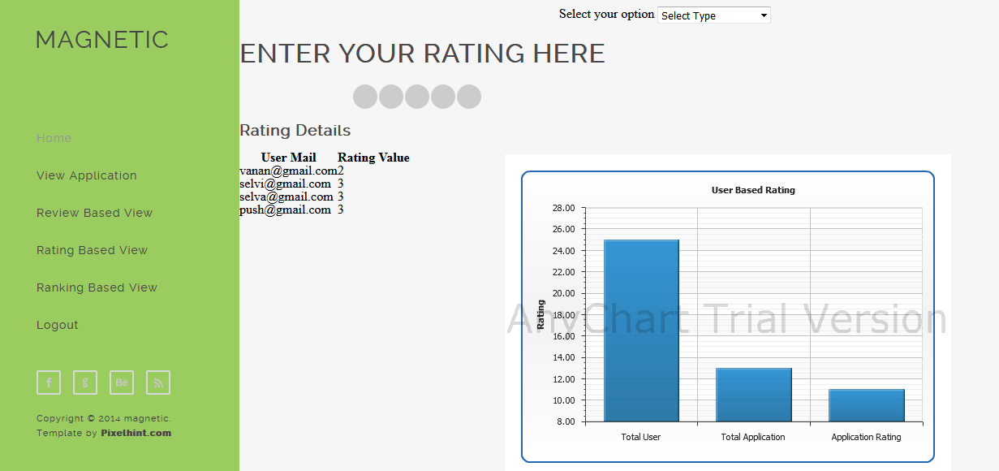 MAGNETIC
Home
View Application
Review Based View
Rating Based View
Ranking Based View
Logout
f
g
Bē
Copyright © 2014 magnetic.
Template by Pixelhint.com
Select your option Select Type
ENTER YOUR RATING HERE
Rating Details
User Mail Rating Value
vanan@gmail.com2
selvi@gmail.com 3
selva@gmail.com 3
push@gmail.com 3
User Based Rating
Rating
28.00
26.00
24.00
22.00
20.00
18.00
16.00
14.00
12.00
10.00
8.00
AnyChart Trial Version
Total User Total Application Application Rating